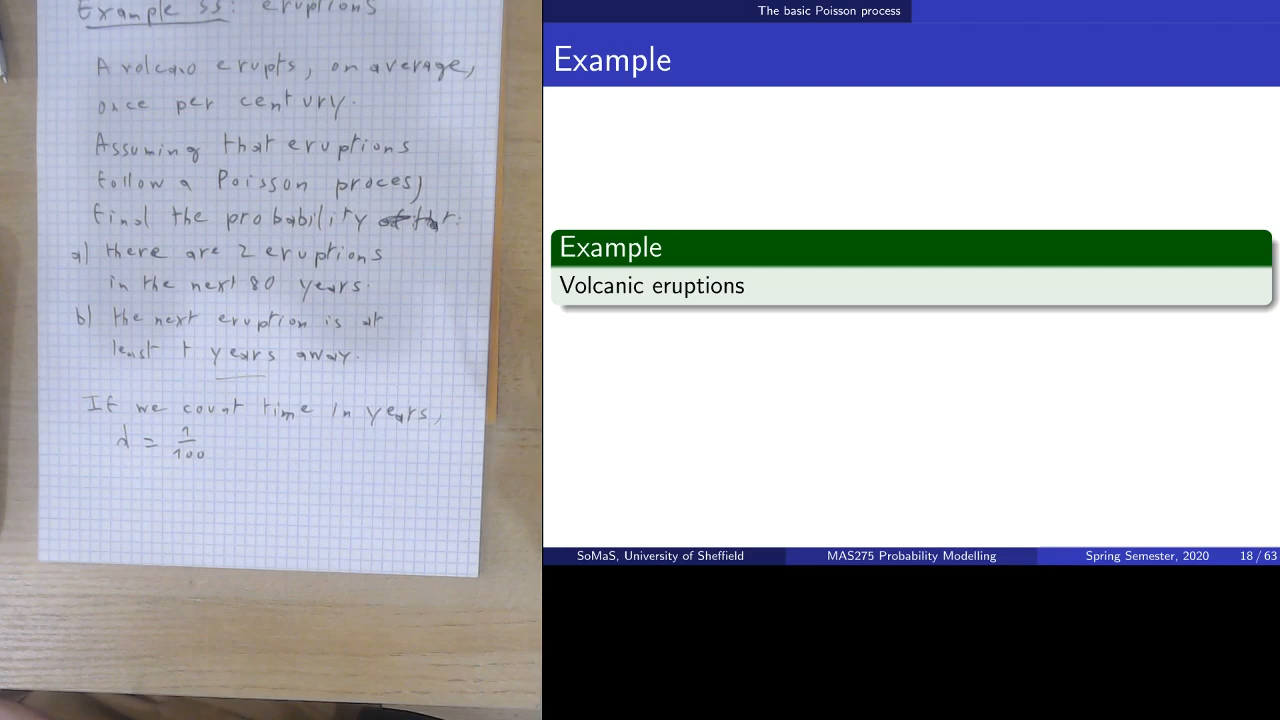 Example 55: eruptions
A volcano erupts, on average,
once per century.
Assuming that eruptions
follow a Poisson process
find the probability
a) there are 2 eruptions
in the next 80 years.
b) the next eruption is at
least t years away.
If we count time in years,
λ = 1/100
The basic Poisson process
Example
Example
Volcanic eruptions
SoMaS, University of Sheffield
MAS275 Probability Modelling
Spring Semester, 2020
18 / 63